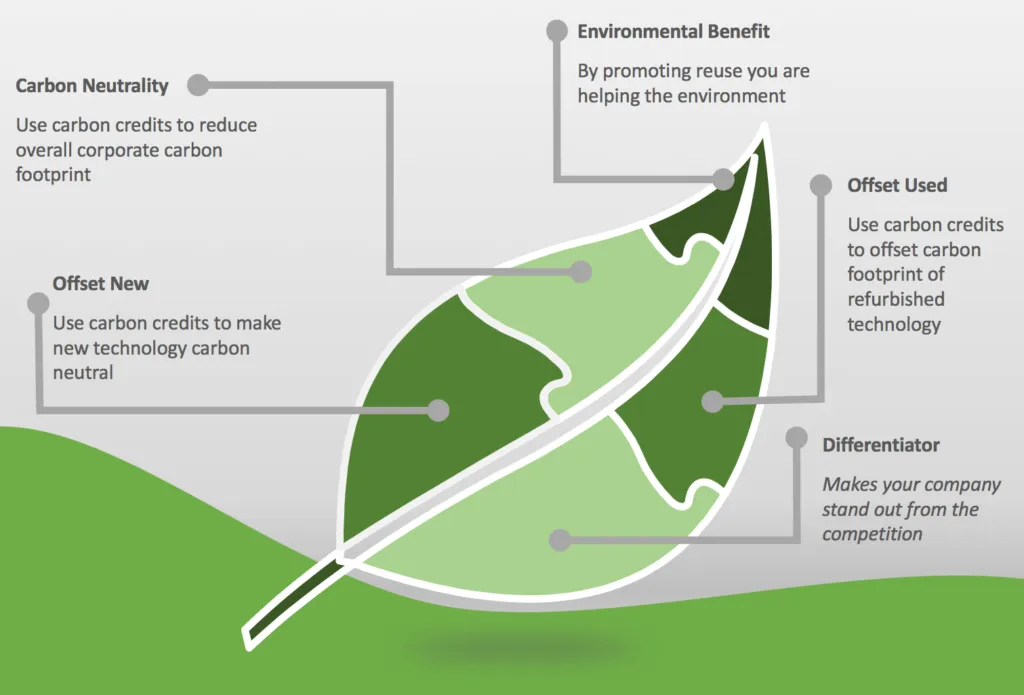 Environmental Benefit
By promoting reuse you are
helping the environment
Carbon Neutrality
Use carbon credits to reduce
overall corporate carbon
footprint
Offset Used
Use carbon credits
to offset carbon
footprint of
refurbished
technology
Offset New
Use carbon credits to make
new technology carbon
neutral
Differentiator
Makes your company
stand out from the
competition